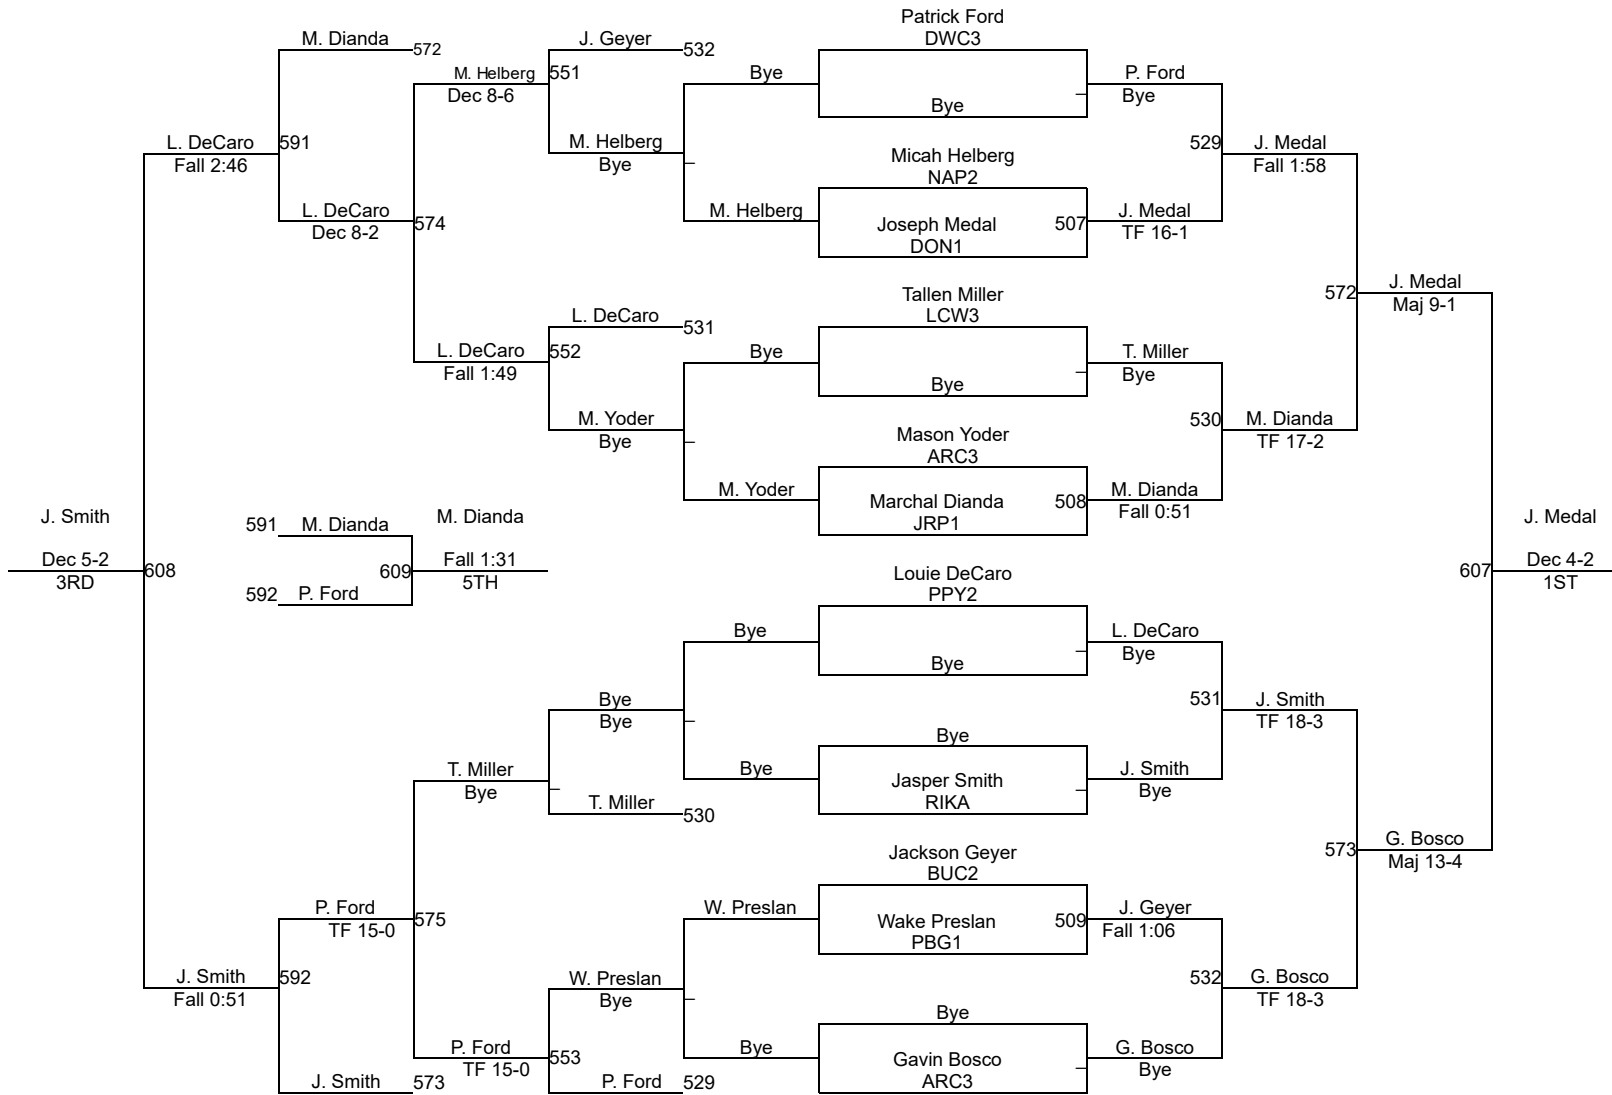 Patrick Ford
DWC3
M. Dianda
572
J. Geyer
532
M. Helberg
551
Dec 8-6
Bye
P. Ford
Bye
Bye
L. DeCaro
591
Fall 2:46
M. Helberg
Bye
529
J. Medal
Fall 1:58
Micah Helberg
NAP2
L. DeCaro
574
Dec 8-2
M. Helberg
Joseph Medal
DON1
507
J. Medal
TF 16-1
Tallen Miller
LCW3
572
J. Medal
Maj 9-1
L. DeCaro
531
L. DeCaro
552
Fall 1:49
Bye
T. Miller
Bye
Bye
M. Yoder
Bye
530
M. Dianda
TF 17-2
Mason Yoder
ARC3
M. Yoder
Marchal Dianda
JRP1
508
M. Dianda
Fall 0:51
J. Smith
Dec 5-2
3RD
608
591
M. Dianda
592
P. Ford
609
M. Dianda
Fall 1:31
5TH
J. Medal
607
Dec 4-2
1ST
Louie DeCaro
PPY2
Bye
L. DeCaro
Bye
Bye
Bye
Bye
531
J. Smith
TF 18-3
Bye
T. Miller
Bye
Bye
Jasper Smith
RIKA
J. Smith
Bye
T. Miller
530
573
G. Bosco
Maj 13-4
Jackson Geyer
BUC2
P. Ford
575
TF 15-0
W. Preslan
Wake Preslan
PBG1
509
J. Geyer
Fall 1:06
J. Smith
592
Fall 0:51
W. Preslan
Bye
532
G. Bosco
TF 18-3
Bye
P. Ford
553
TF 15-0
Bye
Gavin Bosco
ARC3
G. Bosco
Bye
J. Smith
573
P. Ford
529